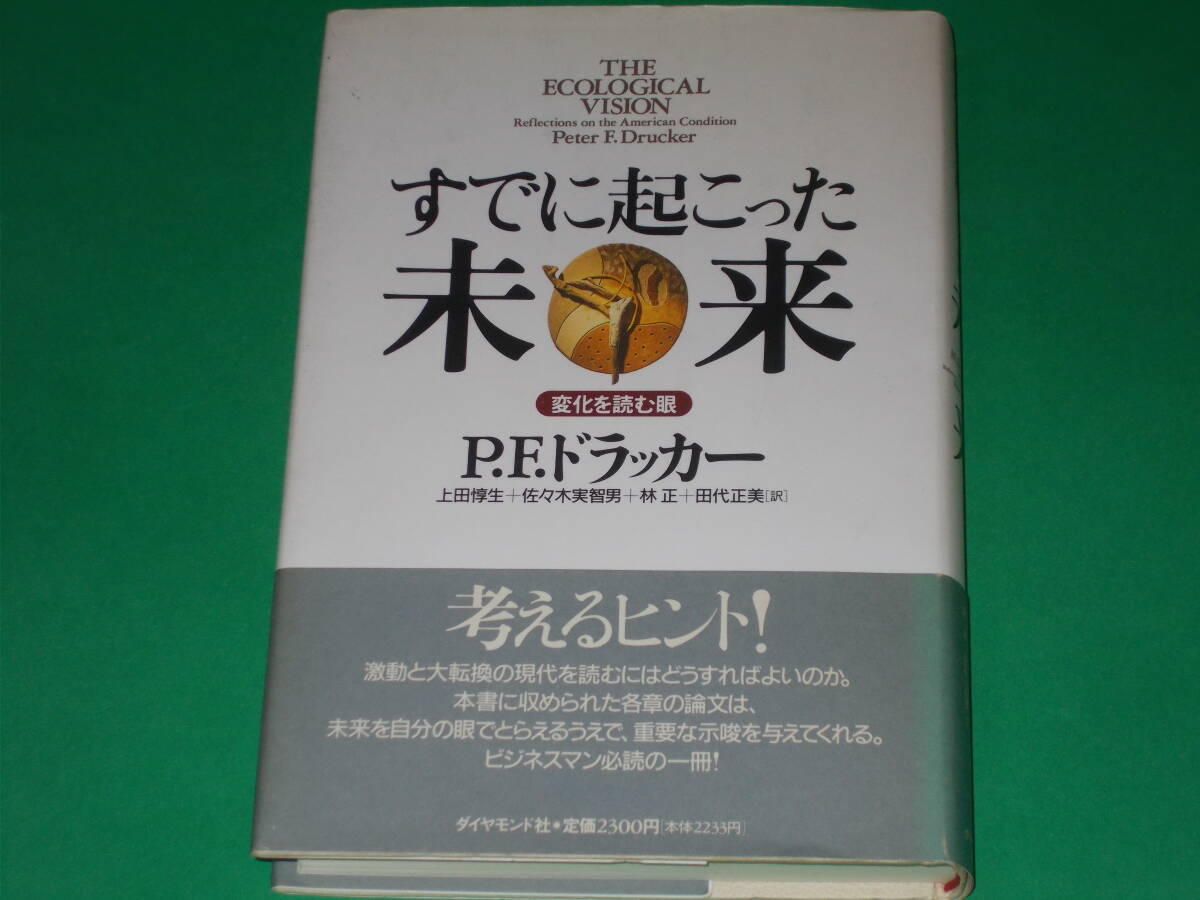 THE
ECOLOGICAL
VISION
Reflections on the American Condition
Peter F. Drucker
すでに起こった
未来
変化を読む眼
P.F.ドラッカー
上田惇生+佐々木実智男+林 正+田代正美[訳]
考えるヒント!
激動と大転換の現代を読むにはどうすればよいのか。
本書に収められた各章の論文は、
未来を自分の眼でとらえるうえで、重要な示唆を与えてくれる。
ビジネスマン必読の一冊!
ダイヤモンド社●定価2300円[本体2233円]